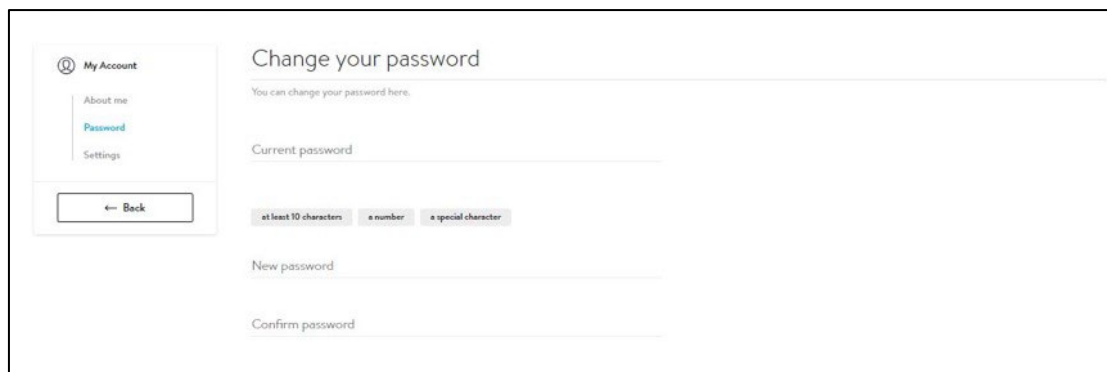 My Account
About me
Password
Settings
← Back
Change your password
You can change your password here.
Current password
at least 10 characters a number a special character
New password
Confirm password